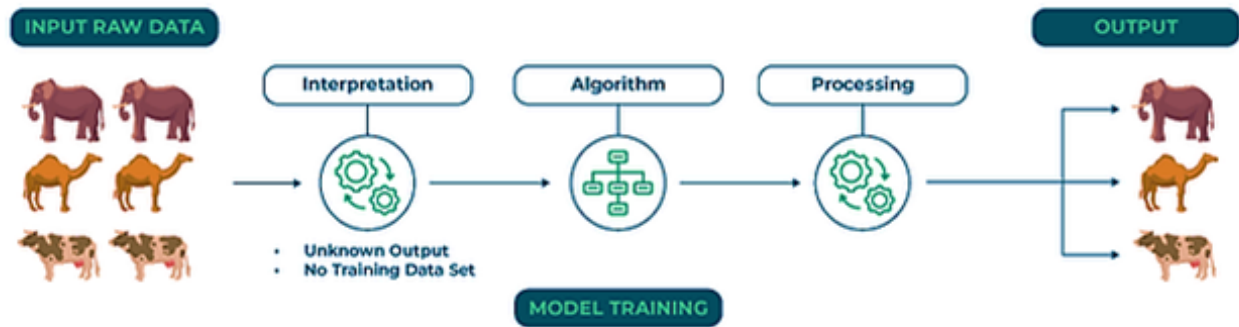 INPUT RAW DATA
OUTPUT
Interpretation
Algorithm
Processing
• Unknown Output
• No Training Data Set
MODEL TRAINING